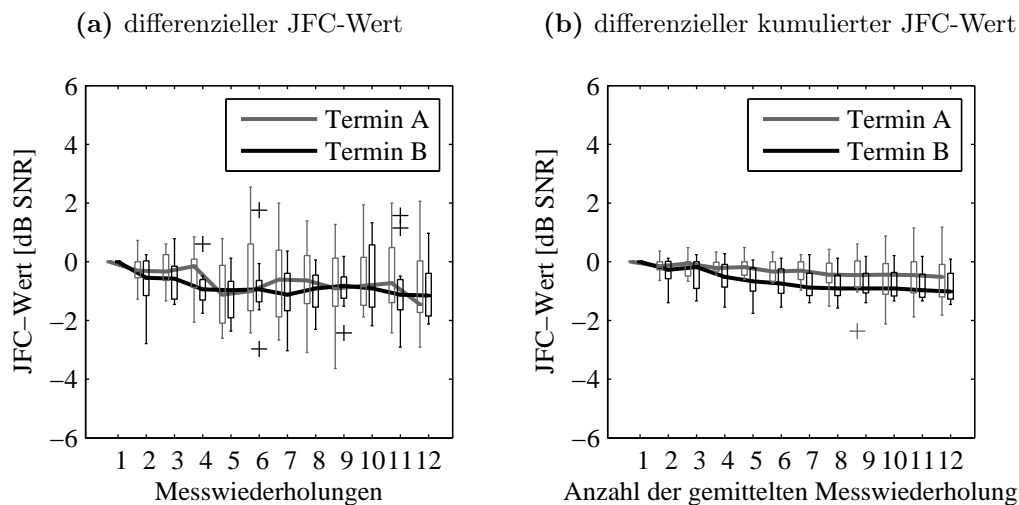 (a) differenzieller JFC-Wert
6
4
2
0
−2
−4
−6
JFC−Wert [dB SNR]
Termin A
Termin B
1 2 3 4 5 6 7 8 9 10 11 12
Messwiederholungen
(b) differenzieller kumulierter JFC-Wert
6
4
2
0
−2
−4
−6
JFC−Wert [dB SNR]
Termin A
Termin B
1 2 3 4 5 6 7 8 9 10 11 12
Anzahl der gemittelten Messwiederholung